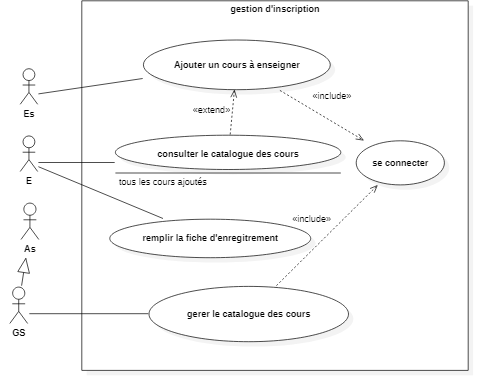 gestion d'inscription
Ajouter un cours à enseigner
«include»
Es
«extend»
consulter le catalogue des cours
se connecter
E
tous les cours ajoutés
«include»
remplir la fiche d'enregitrement
As
gerer le catalogue des cours
GS